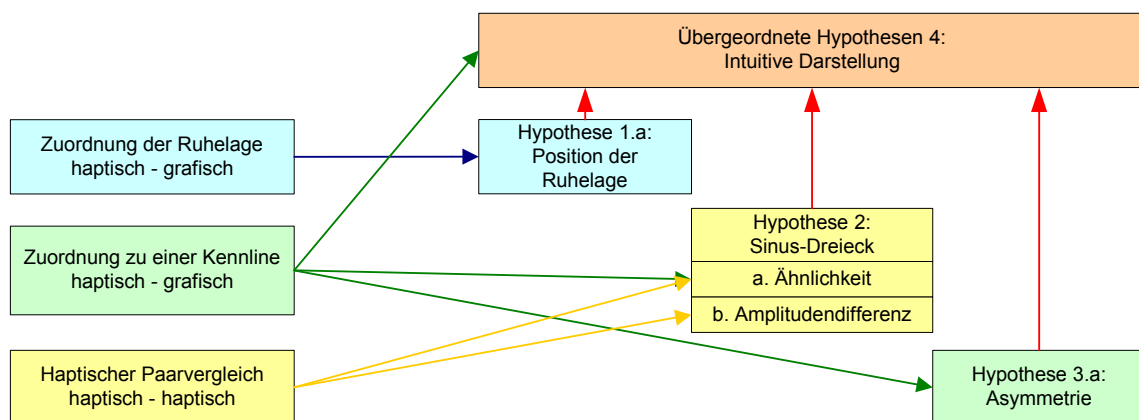 Übergeordnete Hypothesen 4:
Intuitive Darstellung
Zuordnung der Ruhelage
haptisch - grafisch
Hypothese 1.a:
Position der
Ruhelage
Zuordnung zu einer Kennline
haptisch - grafisch
Hypothese 2:
Sinus-Dreieck
a. Ähnlichkeit
b. Amplitudendifferenz
Haptischer Paarvergleich
haptisch - haptisch
Hypothese 3.a:
Asymmetrie